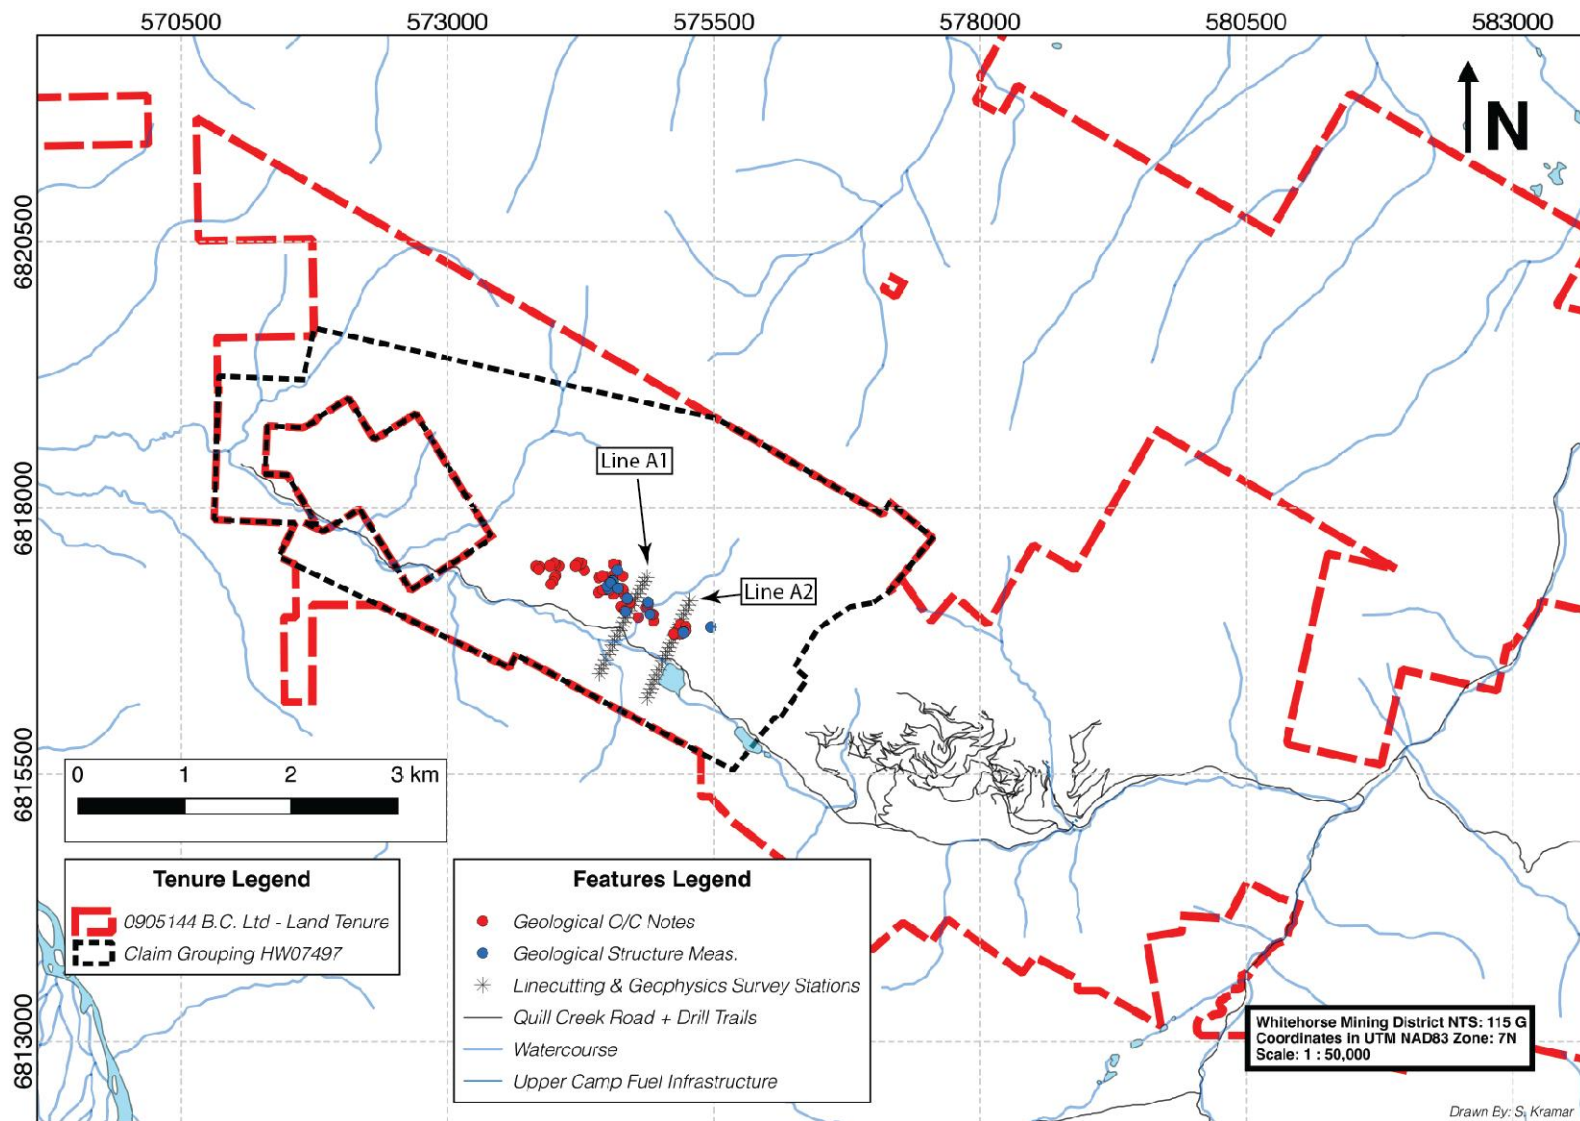 570500 573000 575500 578000 580500 583000
N
6820500
Line A1
6818000
Line A2
6815500
0 1 2 3 km
Tenure Legend
0905144 B.C. Ltd - Land Tenure
Claim Grouping HW07497
Features Legend
Geological O/C Notes
Geological Structure Meas.
Linecutting & Geophysics Survey Stations
Quill Creek Road + Drill Trails
Watercourse
Upper Camp Fuel Infrastructure
6813000
Whitehorse Mining District NTS: 115 G
Coordinates in UTM NAD83 Zone: 7N
Scale: 1 : 50,000
Drawn By: S. Kramar